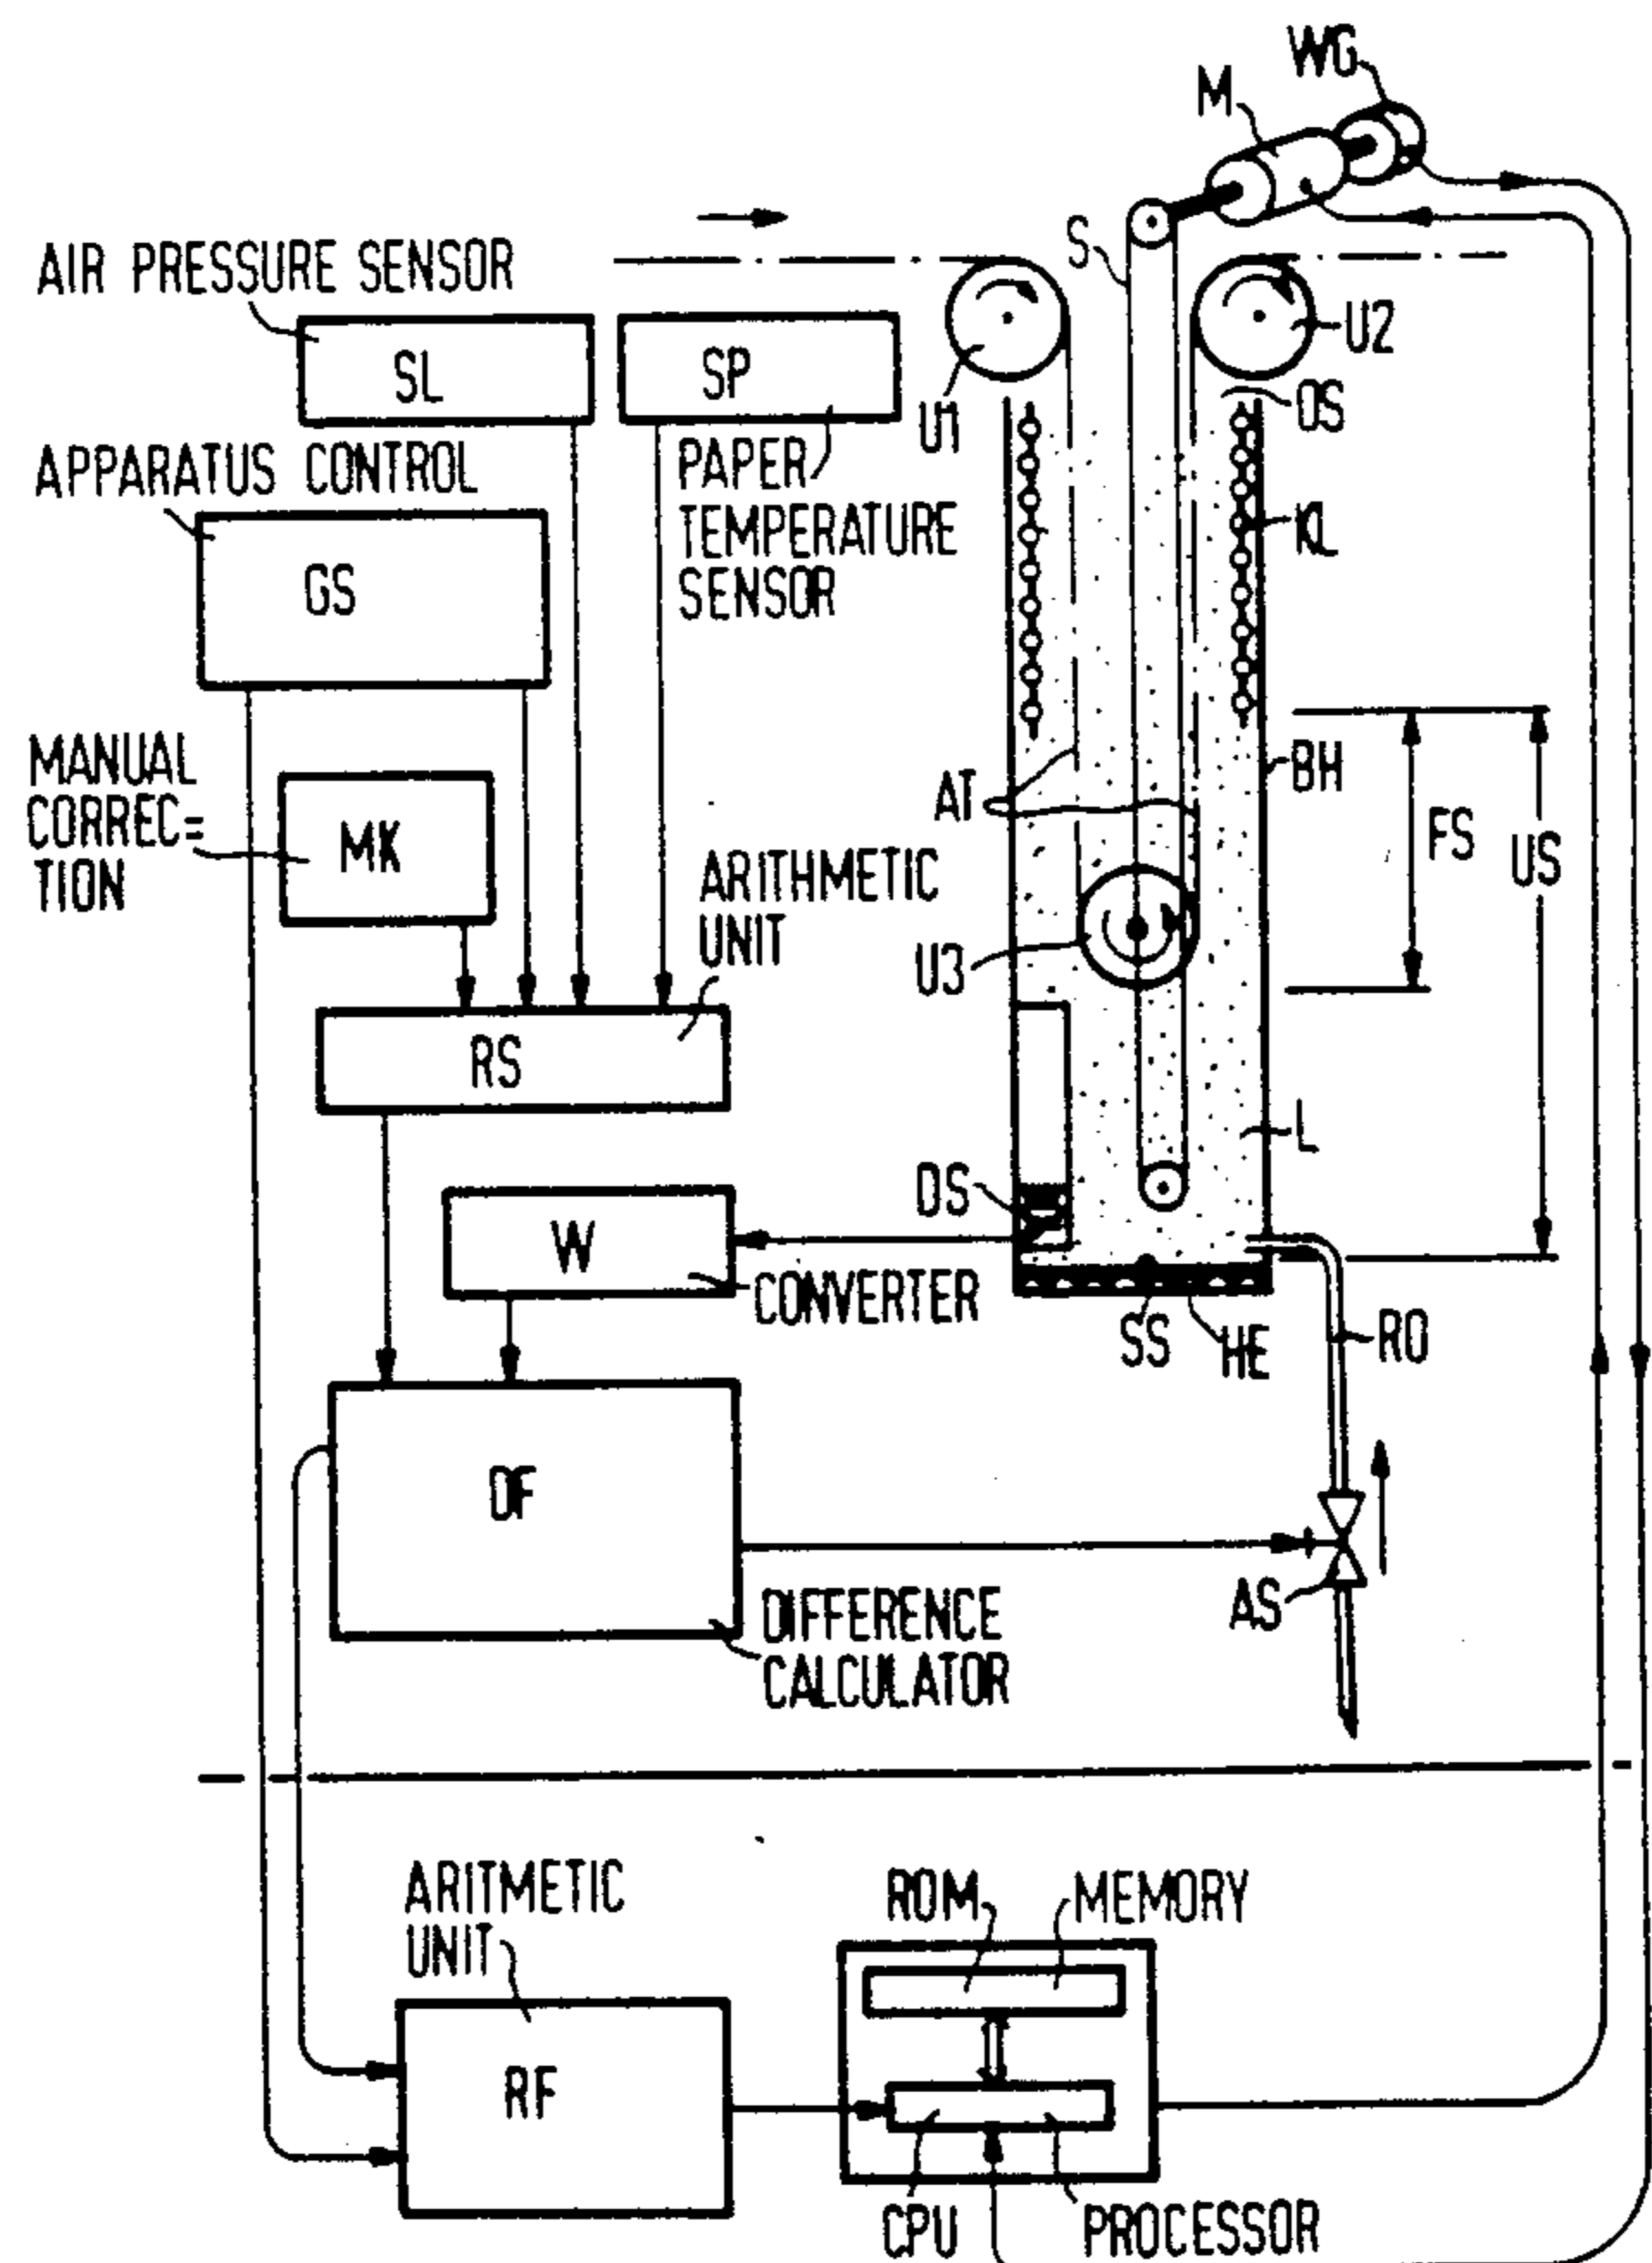 WG
M
S
AIR PRESSURE SENSOR
SL
SP
U1
U2
OS
PAPER
TEMPERATURE
SENSOR
KL
APPARATUS CONTROL
GS
BH
AT
FS
US
MANUAL
CORREC=
TION
MK
ARITHMETIC
UNIT
U3
RS
L
DS
W
CONVERTER
SS
HE
RO
DF
AS
DIFFERENCE
CALCULATOR
ARITMETIC
UNIT
ROM
MEMORY
RF
CPU
PROCESSOR